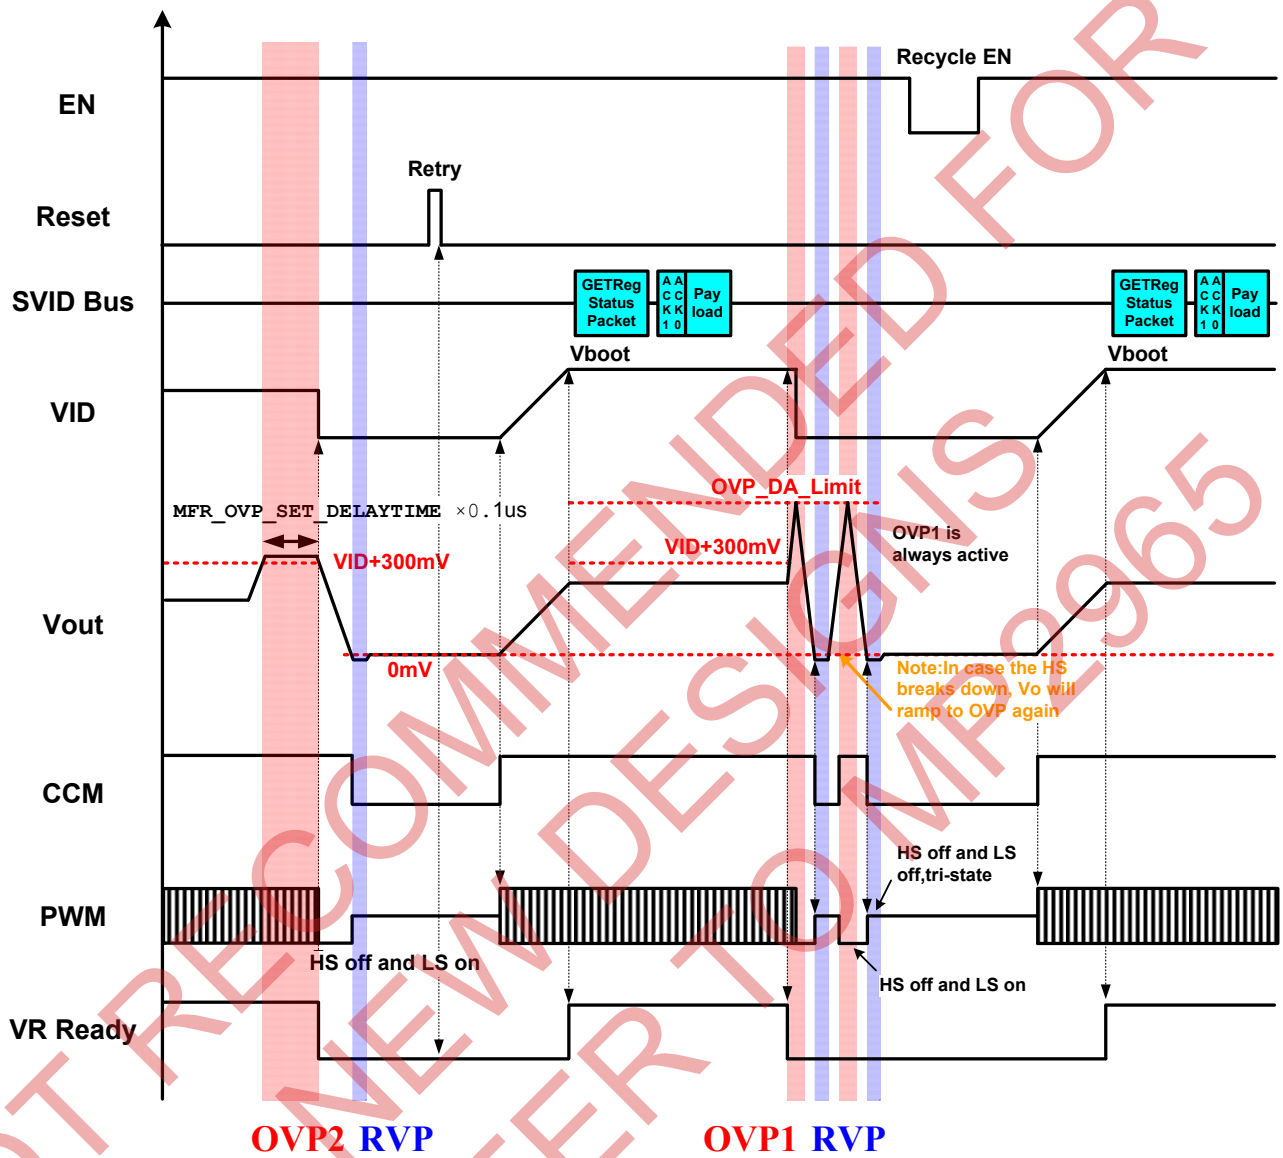 Recycle EN
EN
Retry
Reset
SVID Bus
GETReg
Status
Packet
ACK1
ACK0
Pay
load
GETReg
Status
Packet
ACK1
ACK0
Pay
load
Vboot
Vboot
VID
OVP_DA_Limit
MFR_OVP_SET_DELAYTIME ×0.1us
VID+300mV
VID+300mV
OVP1 is
always active
Vout
0mV
Note:In case the HS
breaks down, Vo will
ramp to OVP again
CCM
HS off and LS
off,tri-state
PWM
HS off and LS on
HS off and LS on
VR Ready
OVP2 RVP
OVP1 RVP
NOT RECOMMENDED FOR
NEW DESIGNS
REFER TO MP2965